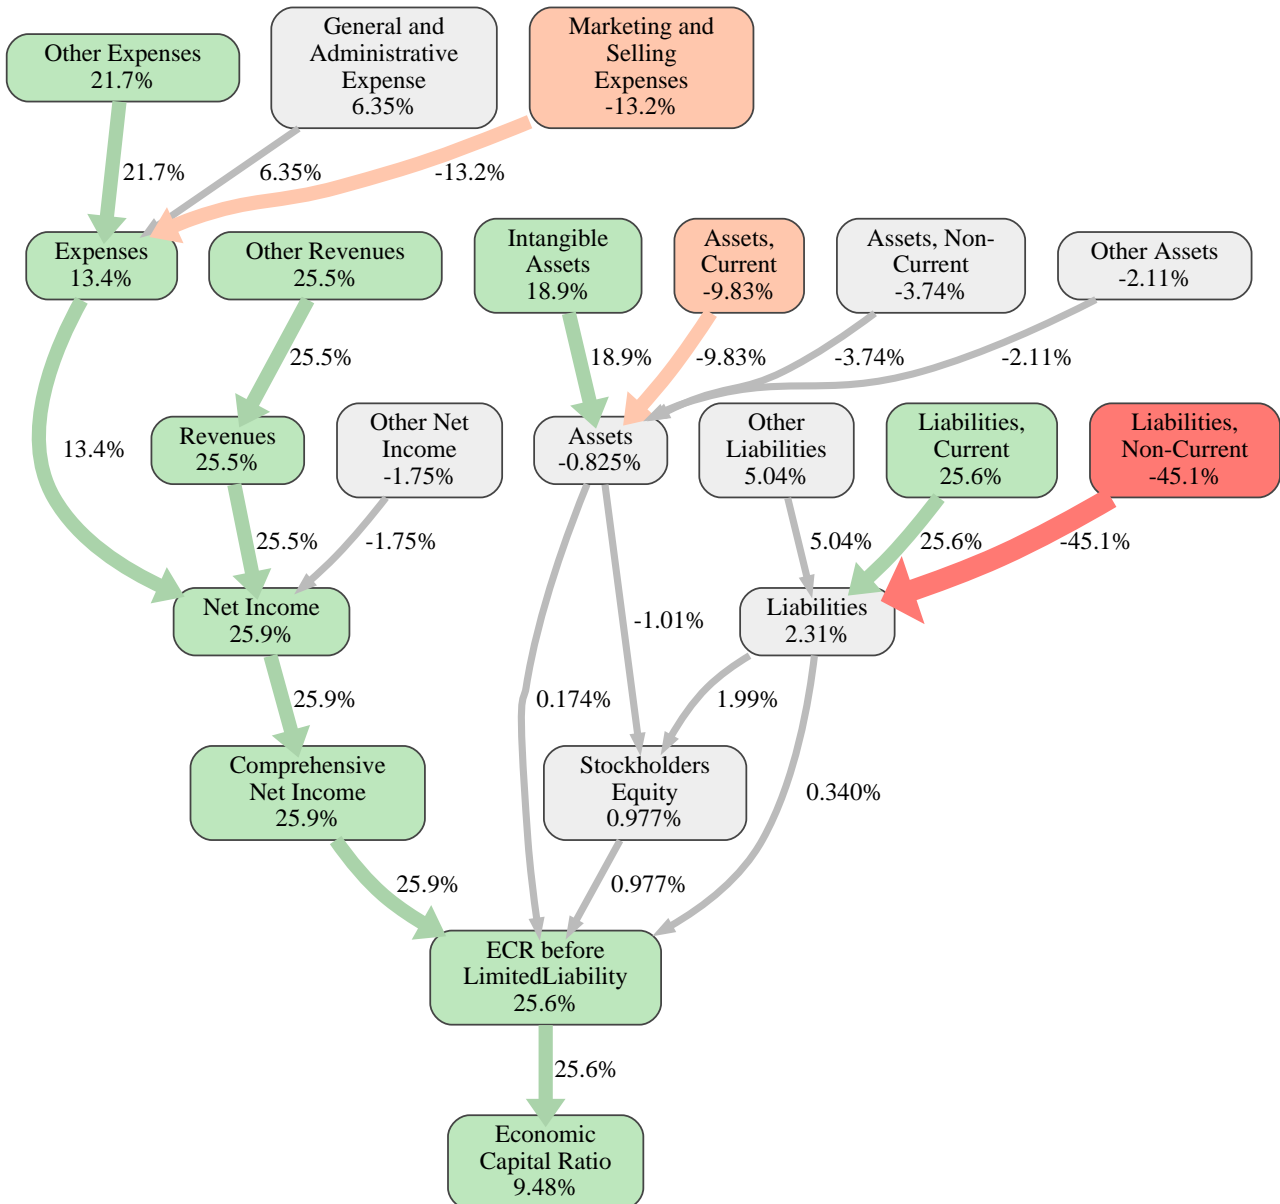 Other Expenses
21.7%
General and
Administrative
Expense
6.35%
Marketing and
Selling
Expenses
-13.2%
21.7%
6.35%
-13.2%
Expenses
13.4%
Other Revenues
25.5%
Intangible
Assets
18.9%
Assets,
Current
-9.83%
Assets, Non-
Current
-3.74%
Other Assets
-2.11%
25.5%
18.9%
-9.83%
-3.74%
-2.11%
13.4%
Revenues
25.5%
Other Net
Income
-1.75%
Assets
-0.825%
Other
Liabilities
5.04%
Liabilities,
Current
25.6%
Liabilities,
Non-Current
-45.1%
25.5%
-1.75%
5.04%
25.6%
-45.1%
Net Income
25.9%
-1.01%
Liabilities
2.31%
25.9%
0.174%
1.99%
Comprehensive
Net Income
25.9%
Stockholders
Equity
0.977%
0.340%
25.9%
0.977%
ECR before
LimitedLiability
25.6%
25.6%
Economic
Capital Ratio
9.48%